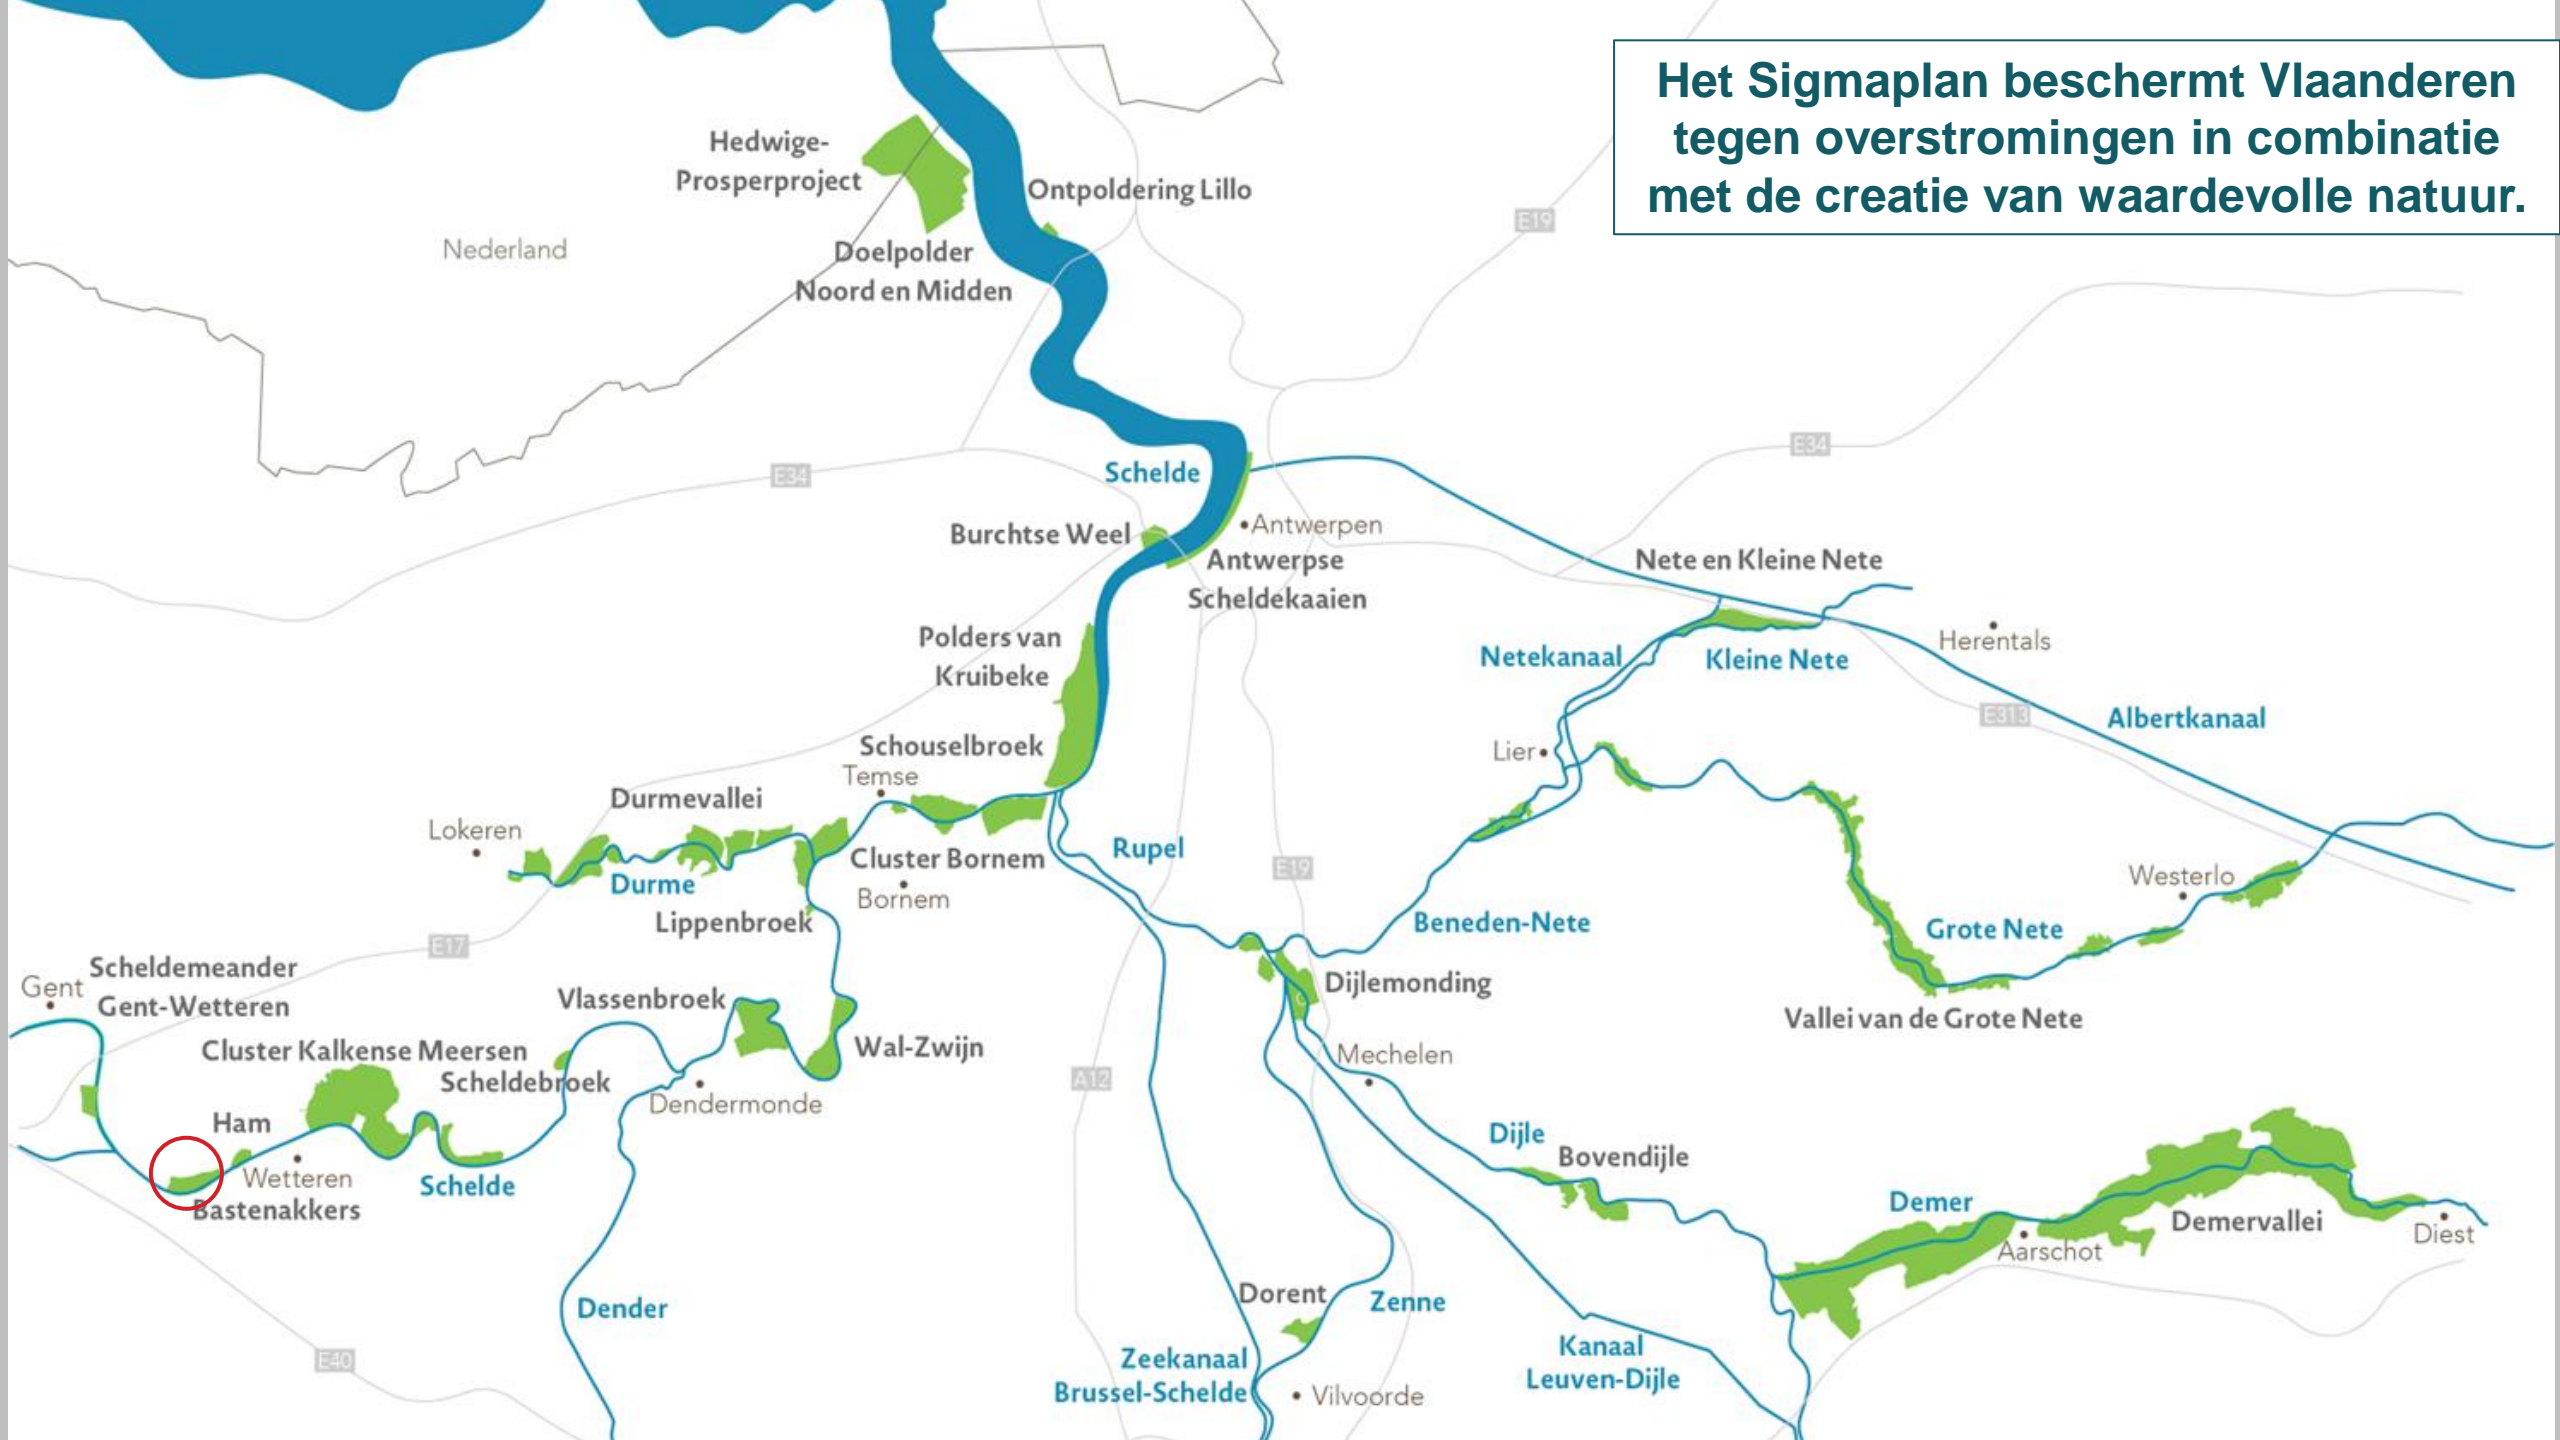 Het Sigmaplan beschermt Vlaanderen
tegen overstromingen in combinatie
met de creatie van waardevolle natuur.
Hedwige-
Prosperproject
Ontpoldering Lillo
E19
Nederland
Doelpolder
Noord en Midden
E34
E34
Schelde
Burchtse Weel
Antwerpen
Antwerpse
Scheldekaaien
Nete en Kleine Nete
Polders van
Kruibeke
Netekanaal
Kleine Nete
Herentals
E313
Albertkanaal
Schouselbroek
Temse
Lier
Durmevallei
Lokeren
Cluster Bornem
Bornem
Rupel
E19
Durme
Lippenbroek
Beneden-Nete
Westerlo
Grote Nete
E17
Scheldemeander
Gent-Wetteren
Gent
Vlassenbroek
Dijlemonding
Vallei van de Grote Nete
Cluster Kalkense Meersen
Scheldebroek
Wal-Zwijn
Mechelen
A12
Dendermonde
Ham
Wetteren
Bastenakkers
Schelde
Dijle
Bovendijle
Demer
Aarschot
Demervallei
Diest
Dender
Dorent
Zenne
E40
Zeekanaal
Brussel-Schelde
Vilvoorde
Kanaal
Leuven-Dijle